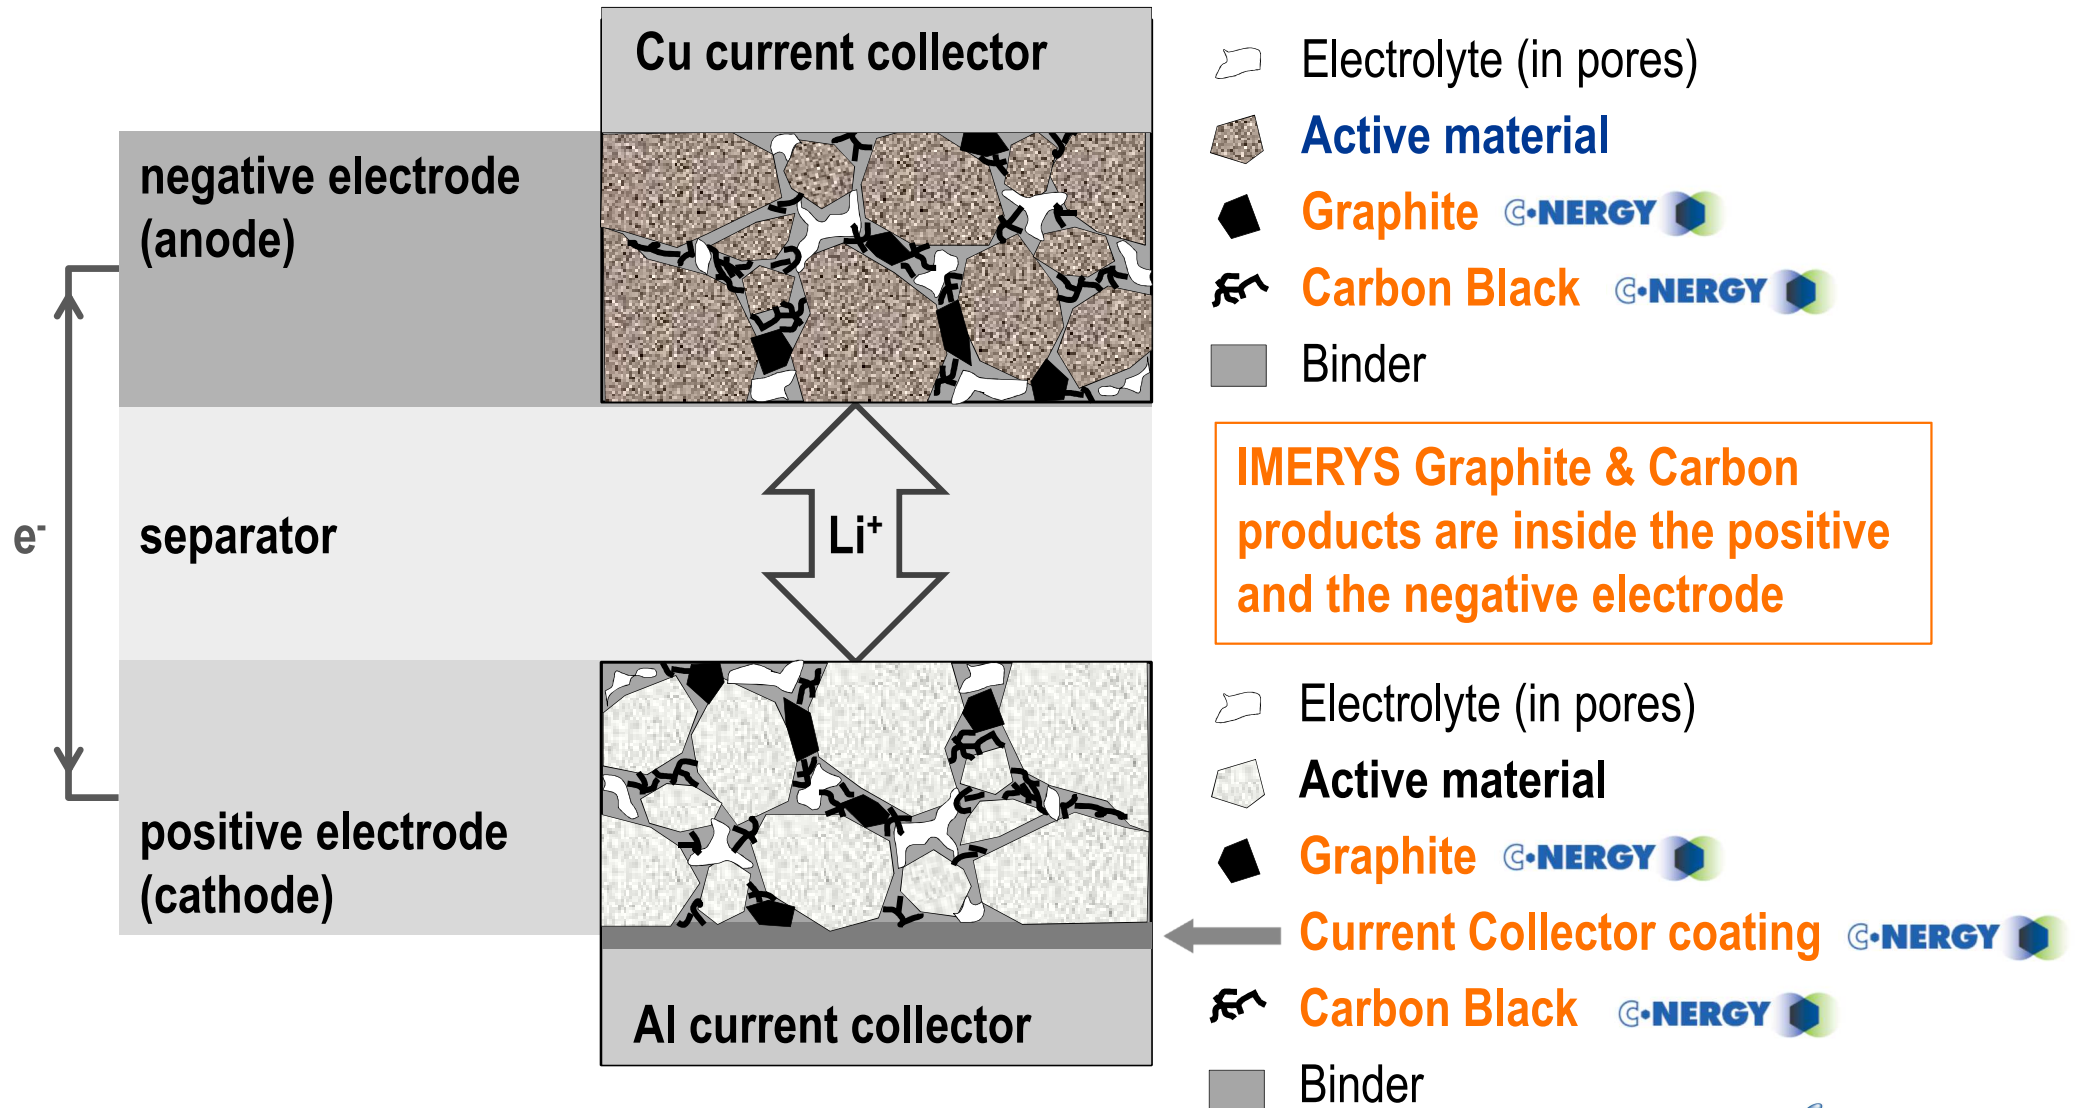 Cu current collector
negative electrode
(anode)
e-
separator
Li+
positive electrode
(cathode)
Al current collector
Electrolyte (in pores)
Active material
Graphite C•NERGY
Carbon Black C•NERGY
Binder
IMERYS Graphite & Carbon
products are inside the positive
and the negative electrode
Electrolyte (in pores)
Active material
Graphite C•NERGY
Current Collector coating C•NERGY
Carbon Black C•NERGY
Binder